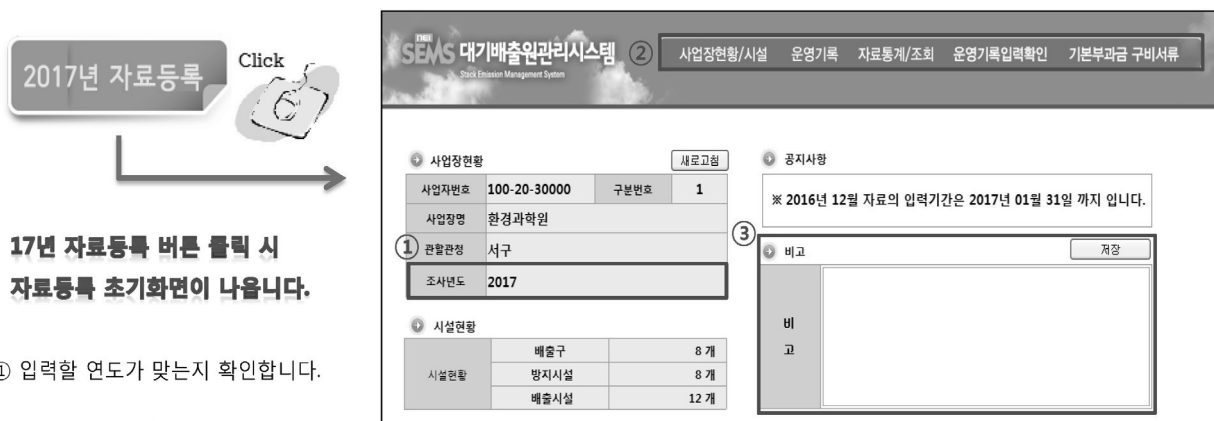 2017년 자료등록
Click
17년 자료등록 버튼 클릭 시
자료등록 초기화면이 나옵니다.
① 입력할 연도가 맞는지 확인합니다.
nei
SEMS 대기배출원관리시스템
Stack Emission Management System
② 사업장현황/시설 운영기록 자료통계/조회 운영기록입력확인 기본부과금 구비서류
사업장현황 새로고침
사업자번호 100-20-30000 구분번호 1
사업장명 환경과학원
① 관할관청 서구
조사년도 2017
시설현황
시설현황
배출구 8 개
방지시설 8 개
배출시설 12 개
공지사항
※ 2016년 12월 자료의 입력기간은 2017년 01월 31일 까지 입니다.
③
비고 저장
비
고